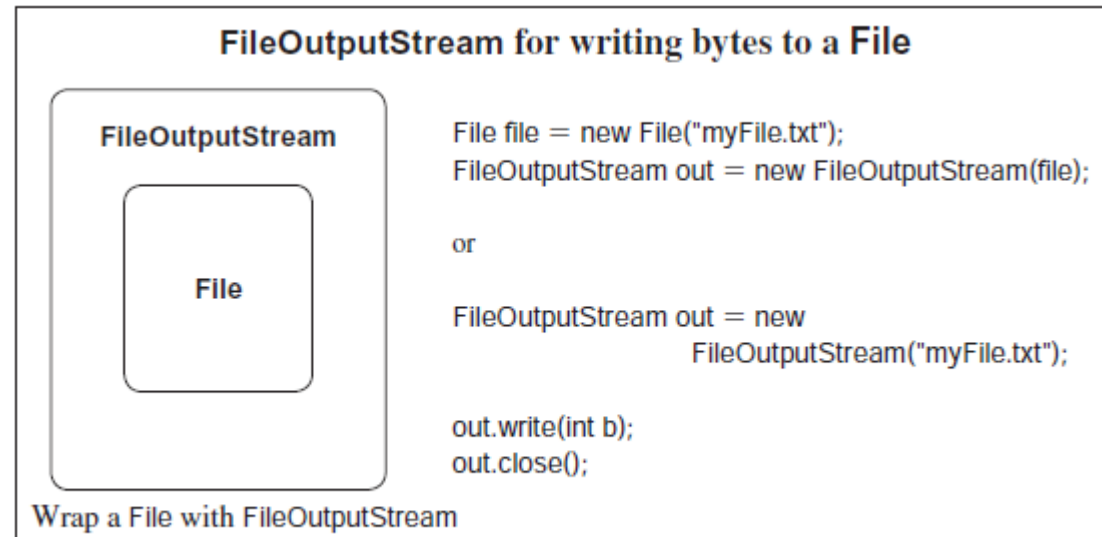 FileOutputStream for writing bytes to a File
FileOutputStream
File
File file = new File("myFile.txt");
FileOutputStream out = new FileOutputStream(file);
or
FileOutputStream out = new
FileOutputStream("myFile.txt");
out.write(int b);
out.close();
Wrap a File with FileOutputStream